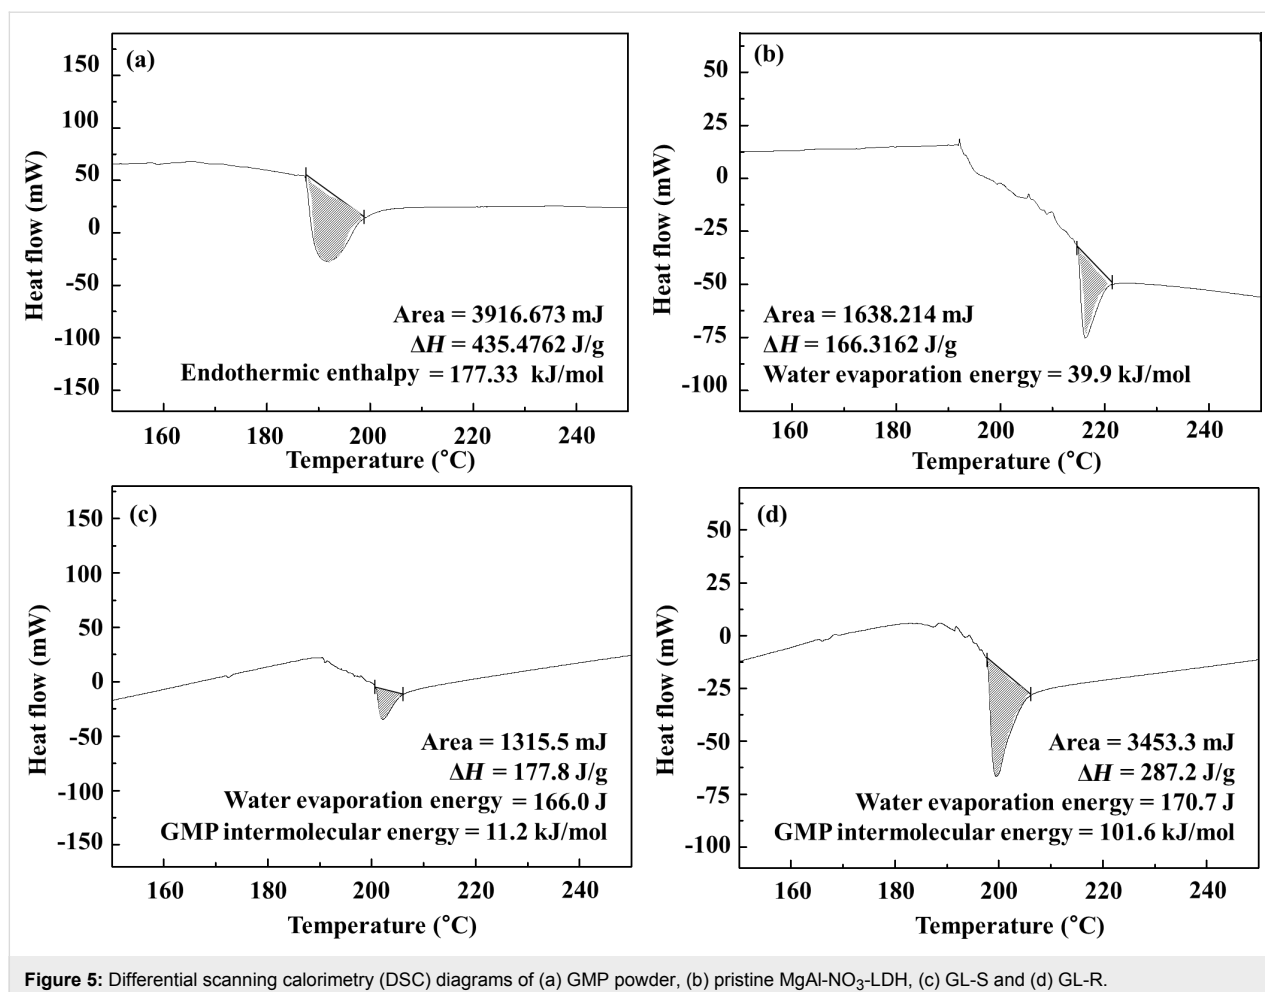 (a)
150
100
50
0
-50
-100
-150
Heat flow (mW)
Area = 3916.673 mJ
ΔH = 435.4762 J/g
Endothermic enthalpy = 177.33 kJ/mol
160 180 200 220 240
Temperature (°C)
(b)
50
25
0
-25
-50
-75
-100
Heat flow (mW)
Area = 1638.214 mJ
ΔH = 166.3162 J/g
Water evaporation energy = 39.9 kJ/mol
160 180 200 220 240
Temperature (°C)
(c)
150
100
50
0
-50
-100
-150
Heat flow (mW)
Area = 1315.5 mJ
ΔH = 177.8 J/g
Water evaporation energy = 166.0 J
GMP intermolecular energy = 11.2 kJ/mol
160 180 200 220 240
Temperature (°C)
(d)
50
25
0
-25
-50
-75
-100
Heat flow (mW)
Area = 3453.3 mJ
ΔH = 287.2 J/g
Water evaporation energy = 170.7 J
GMP intermolecular energy = 101.6 kJ/mol
160 180 200 220 240
Temperature (°C)
Figure 5: Differential scanning calorimetry (DSC) diagrams of (a) GMP powder, (b) pristine MgAl-NO₃-LDH, (c) GL-S and (d) GL-R.